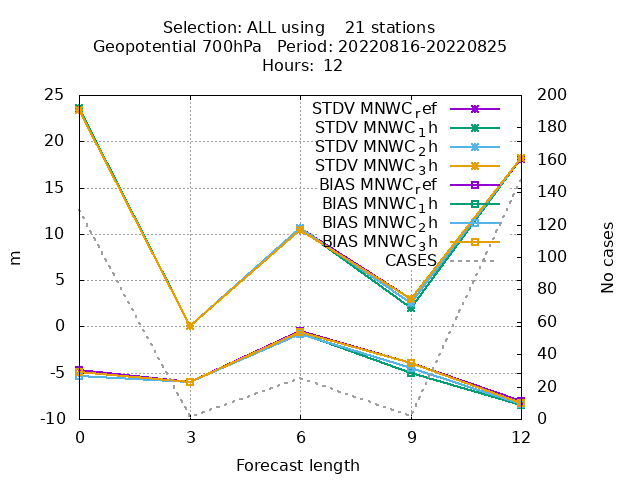 Selection: ALL using    21 stations
Geopotential 700hPa   Period: 20220816-20220825
Hours: 12
STDV MNWC_ref
STDV MNWC_1h
STDV MNWC_2h
STDV MNWC_3h
BIAS MNWC_ref
BIAS MNWC_1h
BIAS MNWC_2h
BIAS MNWC_3h
CASES
25
20
15
10
5
0
-5
-10
m
200
180
160
140
120
100
80
60
40
20
0
No cases
0 3 6 9 12
Forecast length